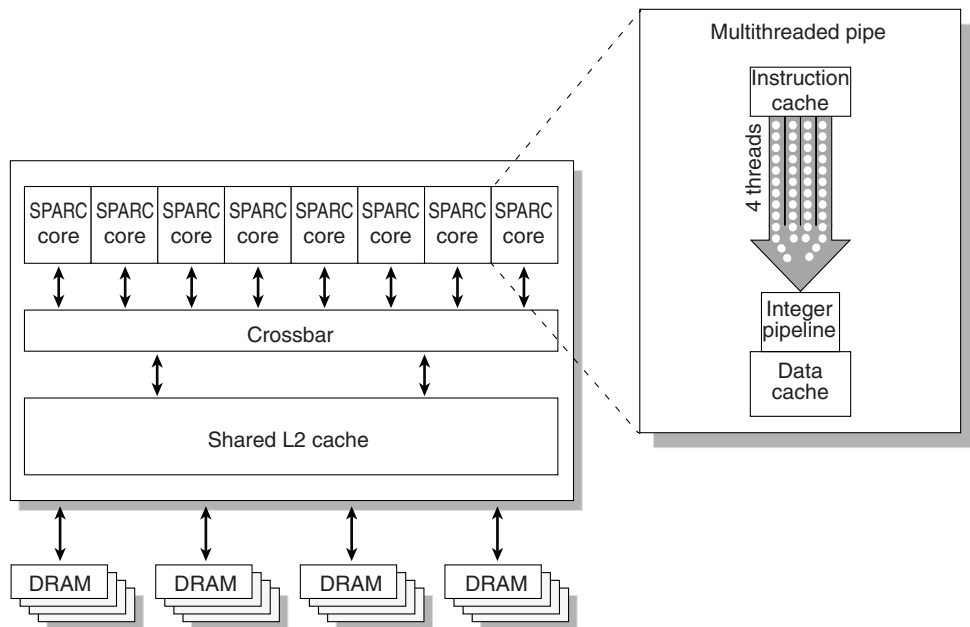 Multithreaded pipe
Instruction
cache
4 threads
Integer
pipeline
Data
cache
SPARC SPARC SPARC SPARC SPARC SPARC SPARC SPARC
core core core core core core core core
Crossbar
Shared L2 cache
DRAM DRAM DRAM DRAM